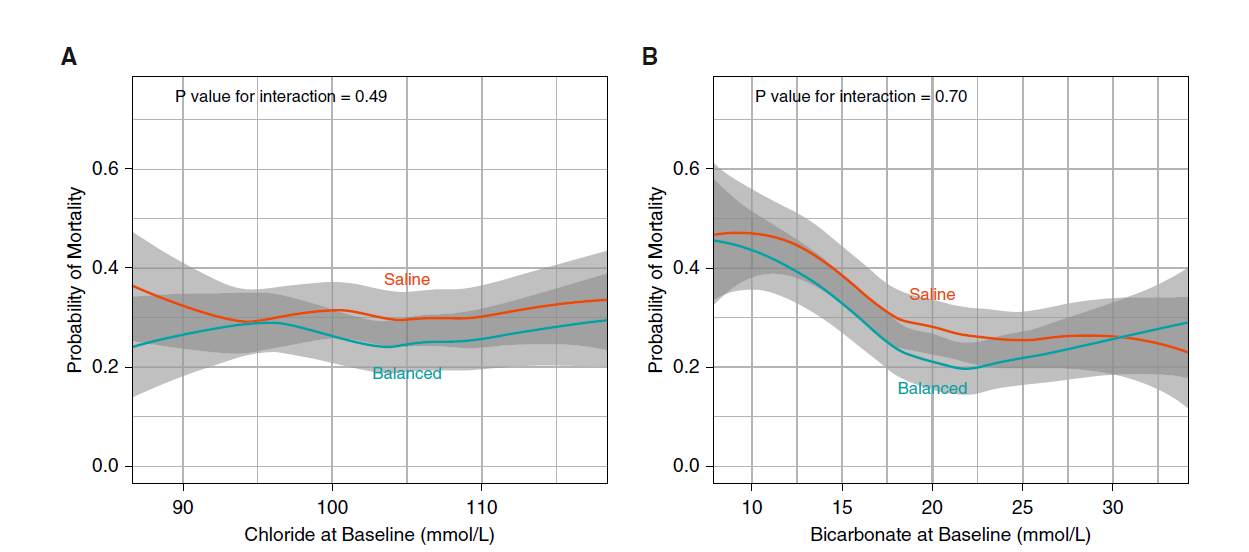 A
P value for interaction = 0.49
Probability of Mortality
0.6
0.4
0.2
0.0
Saline
Balanced
90
100
110
Chloride at Baseline (mmol/L)
B
P value for interaction = 0.70
Probability of Mortality
0.6
0.4
0.2
0.0
Saline
Balanced
10
15
20
25
30
Bicarbonate at Baseline (mmol/L)